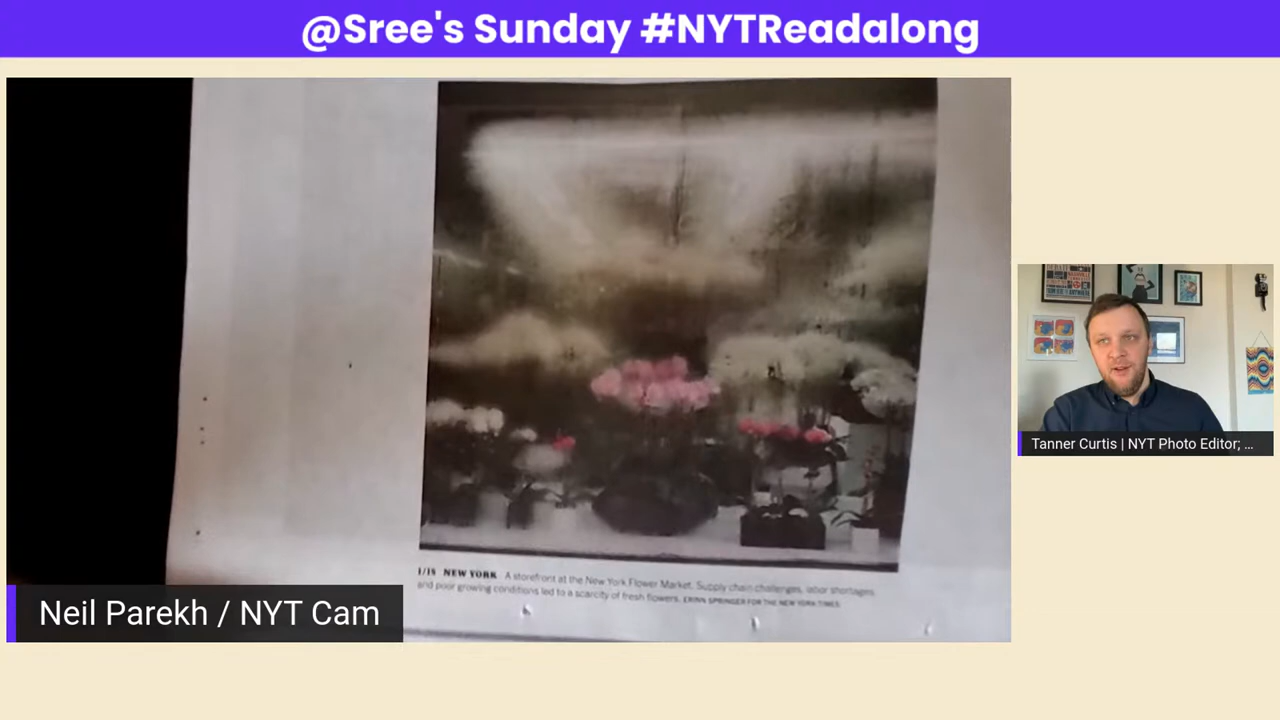 @Sree's Sunday #NYTReadalong
1/15 NEW YORK A storefront at the New York Flower Market. Supply chain challenges, labor shortages
and poor growing conditions led to a scarcity of fresh flowers. ERINN SPRINGER FOR THE NEW YORK TIMES
Neil Parekh / NYT Cam
Tanner Curtis | NYT Photo Editor; ...